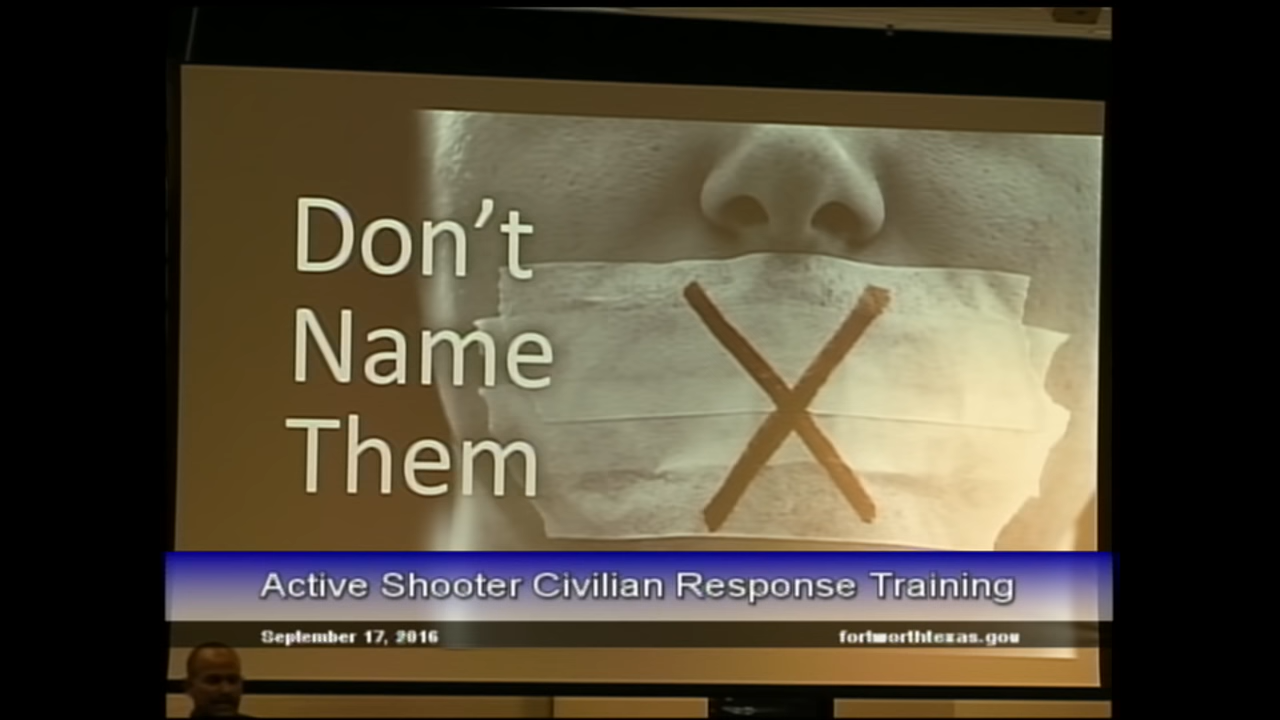 Don't
Name
Them
Active Shooter Civilian Response Training
September 17, 2016
fortworthtexas.gov